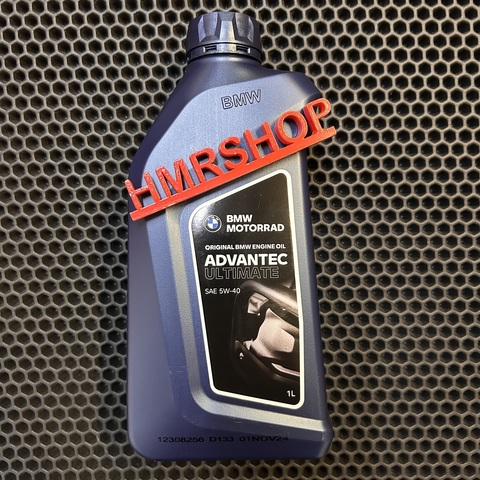 BMW
HMRSHOP
BMW
MOTORRAD
ORIGINAL BMW ENGINE OIL
ADVANTEC
ULTIMATE
SAE 5W-40
1L
12308256 D133 01NOV24